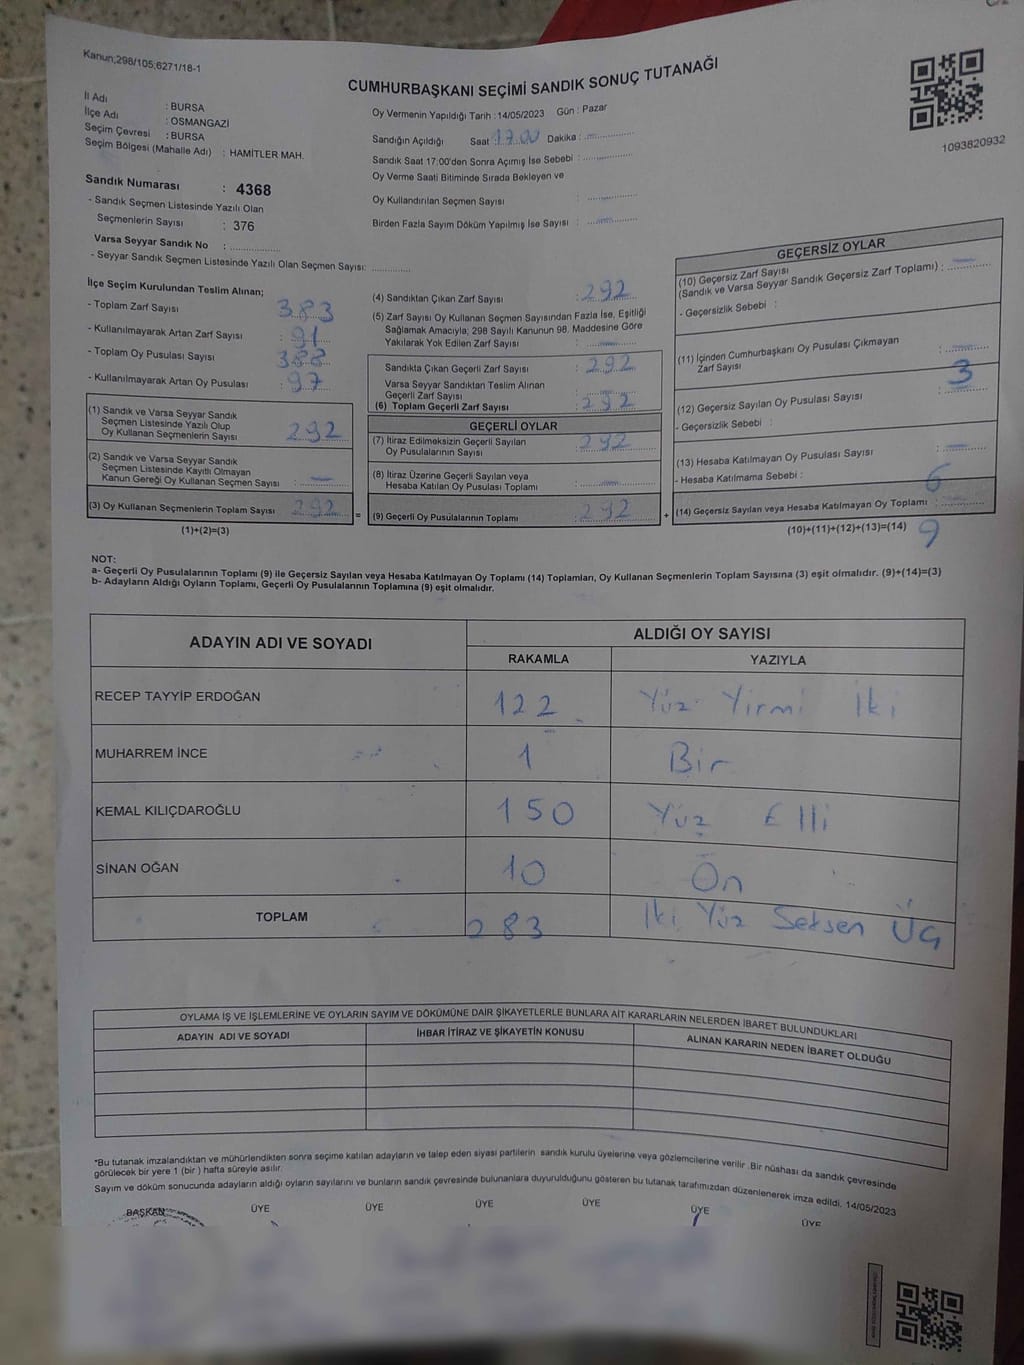 Kanun;298/105;6271/18-1
CUMHURBAŞKANI SEÇİMİ SANDIK SONUÇ TUTANAĞI
1093820932
İl Adı : BURSA
İlçe Adı : OSMANGAZİ
Seçim Çevresi : BURSA
Seçim Bölgesi (Mahalle Adı) : HAMİTLER MAH.
Sandık Numarası : 4368
- Sandık Seçmen Listesinde Yazılı Olan
Seçmenlerin Sayısı : 376
Varsa Seyyar Sandık No : ..............
- Seyyar Sandık Seçmen Listesinde Yazılı Olan Seçmen Sayısı: ............
Oy Vermenin Yapıldığı Tarih : 14/05/2023 Gün : Pazar
Sandığın Açıldığı Saat : 17.00 Dakika : —
Sandık Saat 17:00'den Sonra Açımış İse Sebebi : ..............
Oy Verme Saati Bitiminde Sırada Bekleyen ve
Oy Kullandırılan Seçmen Sayısı : —
Birden Fazla Sayım Döküm Yapılmış İse Sayısı : —
İlçe Seçim Kurulundan Teslim Alınan;
- Toplam Zarf Sayısı : 383
- Kullanılmayarak Artan Zarf Sayısı : 91
- Toplam Oy Pusulası Sayısı : 388
- Kullanılmayarak Artan Oy Pusulası : 97
(1) Sandık ve Varsa Seyyar Sandık
Seçmen Listesinde Yazılı Olup
Oy Kullanan Seçmenlerin Sayısı : 292
(2) Sandık ve Varsa Seyyar Sandık
Seçmen Listesinde Kayıtlı Olmayan
Kanun Gereği Oy Kullanan Seçmen Sayısı : —
(3) Oy Kullanan Seçmenlerin Toplam Sayısı : 292 =
(1)+(2)=(3)
(4) Sandıktan Çıkan Zarf Sayısı : 292
(5) Zarf Sayısı Oy Kullanan Seçmen Sayısından Fazla İse, Eşitliği
Sağlamak Amacıyla; 298 Sayılı Kanunun 98. Maddesine Göre
Yakılarak Yok Edilen Zarf Sayısı : —
Sandıkta Çıkan Geçerli Zarf Sayısı : 292
Varsa Seyyar Sandıktan Teslim Alınan
Geçerli Zarf Sayısı :
(6) Toplam Geçerli Zarf Sayısı : 292
GEÇERLİ OYLAR
(7) İtiraz Edilmeksizin Geçerli Sayılan
Oy Pusulalarının Sayısı : 292
(8) İtiraz Üzerine Geçerli Sayılan veya
Hesaba Katılan Oy Pusulası Toplamı : —
(9) Geçerli Oy Pusulalarının Toplamı : 292 +
GEÇERSİZ OYLAR
(10) Geçersiz Zarf Sayısı
(Sandık ve Varsa Seyyar Sandık Geçersiz Zarf Toplamı) : —
- Geçersizlik Sebebi :
(11) İçinden Cumhurbaşkanı Oy Pusulası Çıkmayan
Zarf Sayısı : —
(12) Geçersiz Sayılan Oy Pusulası Sayısı : 3
- Geçersizlik Sebebi :
(13) Hesaba Katılmayan Oy Pusulası Sayısı : —
- Hesaba Katılmama Sebebi : 6
(14) Geçersiz Sayılan veya Hesaba Katılmayan Oy Toplamı : —
(10)+(11)+(12)+(13)=(14) 9
NOT:
a- Geçerli Oy Pusulalarının Toplamı (9) ile Geçersiz Sayılan veya Hesaba Katılmayan Oy Toplamı (14) Toplamları, Oy Kullanan Seçmenlerin Toplam Sayısına (3) eşit olmalıdır. (9)+(14)=(3)
b- Adayların Aldığı Oyların Toplamı, Geçerli Oy Pusulalarının Toplamına (9) eşit olmalıdır.
ADAYIN ADI VE SOYADI
ALDIĞI OY SAYISI
RAKAMLA YAZIYLA
RECEP TAYYİP ERDOĞAN 122 Yüz Yirmi İki
MUHARREM İNCE 1 Bir
KEMAL KILIÇDAROĞLU 150 Yüz Elli
SİNAN OĞAN 10 On
TOPLAM 283 İki Yüz Seksen Üç
OYLAMA İŞ VE İŞLEMLERİNE VE OYLARIN SAYIM VE DÖKÜMÜNE DAİR ŞİKAYETLERLE BUNLARA AİT KARARLARIN NELERDEN İBARET BULUNDUKLARI
ADAYIN ADI VE SOYADI İHBAR İTİRAZ VE ŞİKAYETİN KONUSU ALINAN KARARIN NEDEN İBARET OLDUĞU
*Bu tutanak imzalandıktan ve mühürlendikten sonra seçime katılan adayların ve talep eden siyasi partilerin sandık kurulu üyelerine veya gözlemcilerine verilir .Bir nüshası da sandık çevresinde
görülecek bir yere 1 (bir ) hafta süreyle asılır.
Sayım ve döküm sonucunda adayların aldığı oyların sayılarını ve bunların sandık çevresinde bulunanlara duyurulduğunu gösteren bu tutanak tarafımızdan düzenlenerek imza edildi. 14/05/2023
BAŞKAN ÜYE ÜYE ÜYE ÜYE ÜYE ÜYE